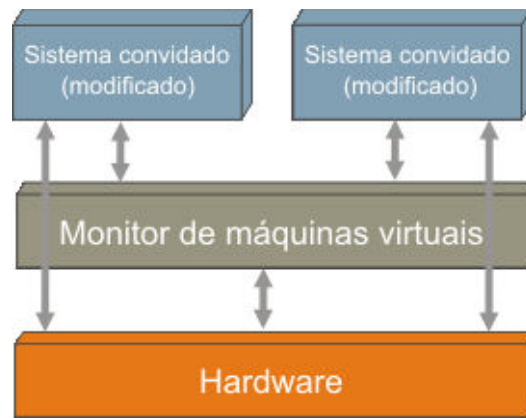 Sistema convidado
(modificado)
Sistema convidado
(modificado)
Monitor de máquinas virtuais
Hardware